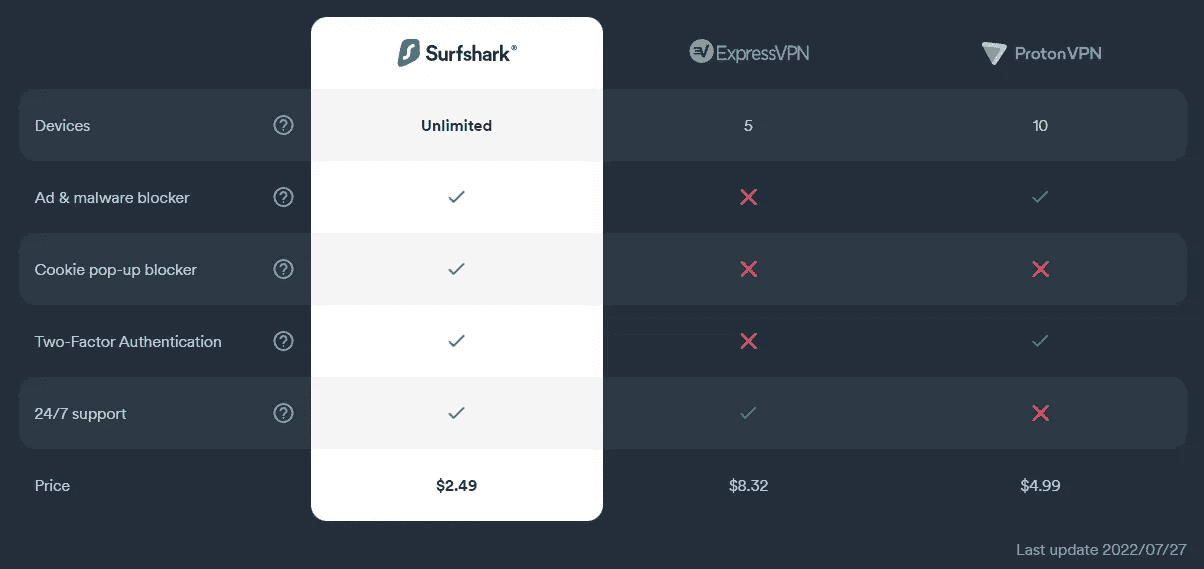 Surfshark® ExpressVPN ProtonVPN
Devices ? Unlimited 5 10
Ad & malware blocker ?
Cookie pop-up blocker ?
Two-Factor Authentication ?
24/7 support ?
Price $2.49 $8.32 $4.99
Last update 2022/07/27